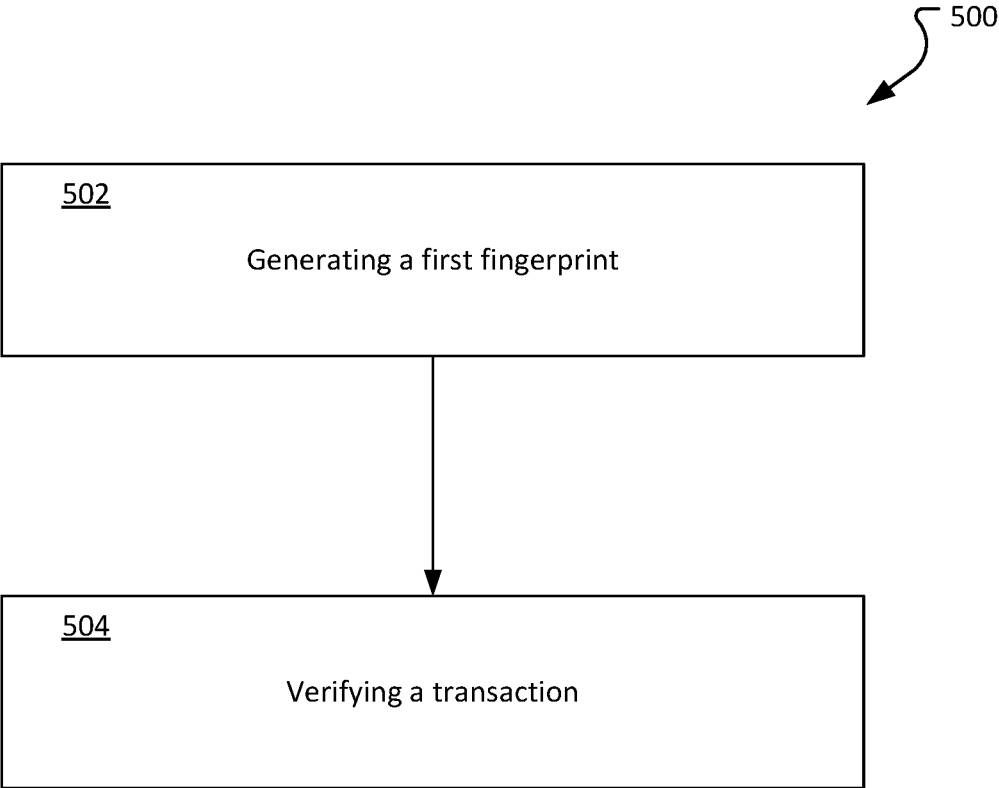 500
502
Generating a first fingerprint
504
Verifying a transaction